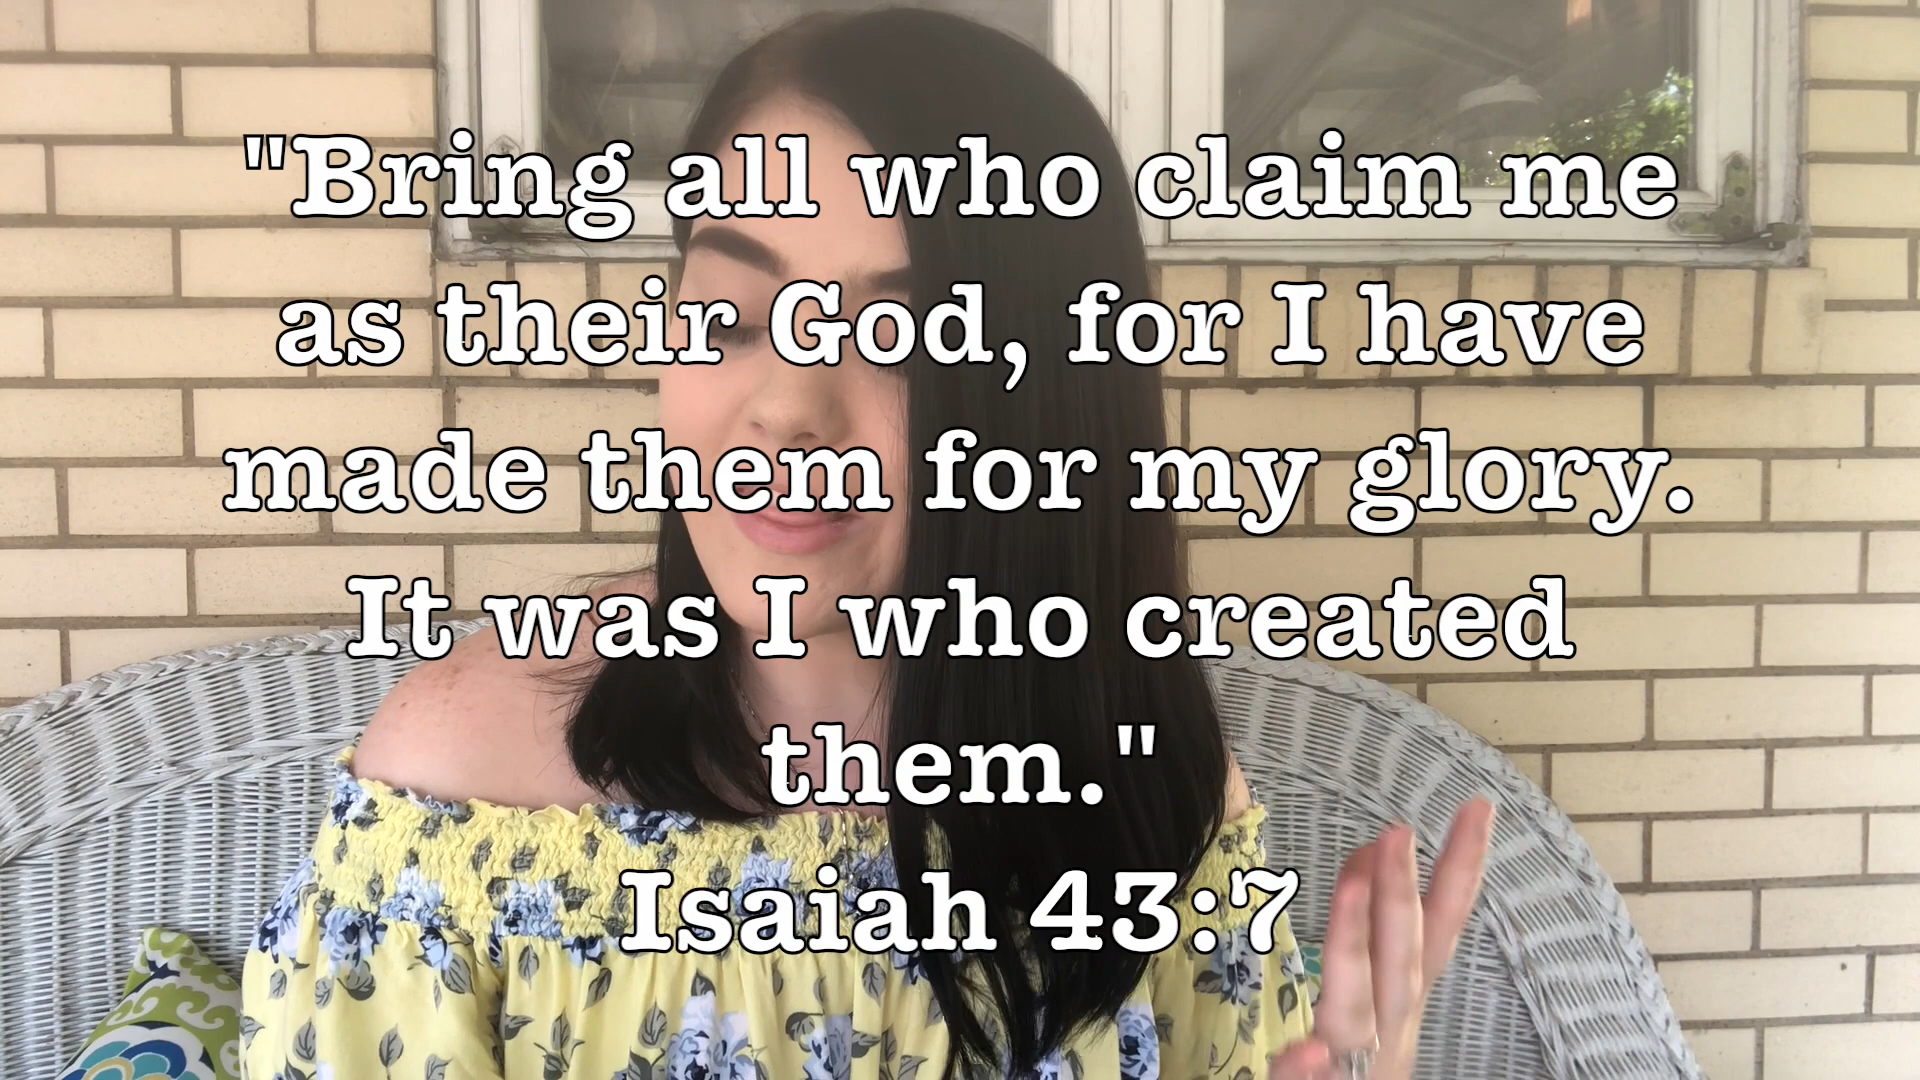 "Bring all who claim me
as their God, for I have
made them for my glory.
It was I who created
them."
Isaiah 43:7